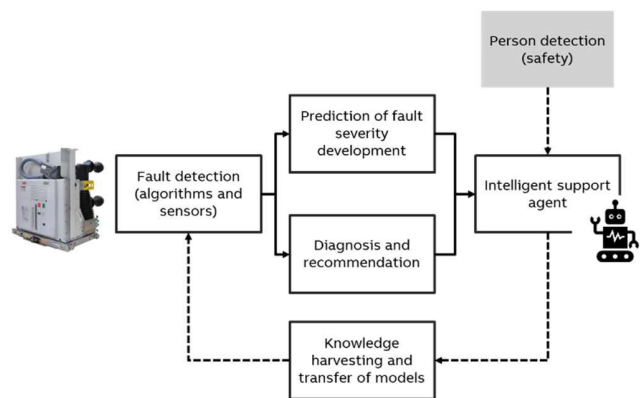 Person detection
(safety)
Prediction of fault
severity
development
Fault detection
(algorithms and
sensors)
Intelligent support
agent
Diagnosis and
recommendation
Knowledge
harvesting and
transfer of models